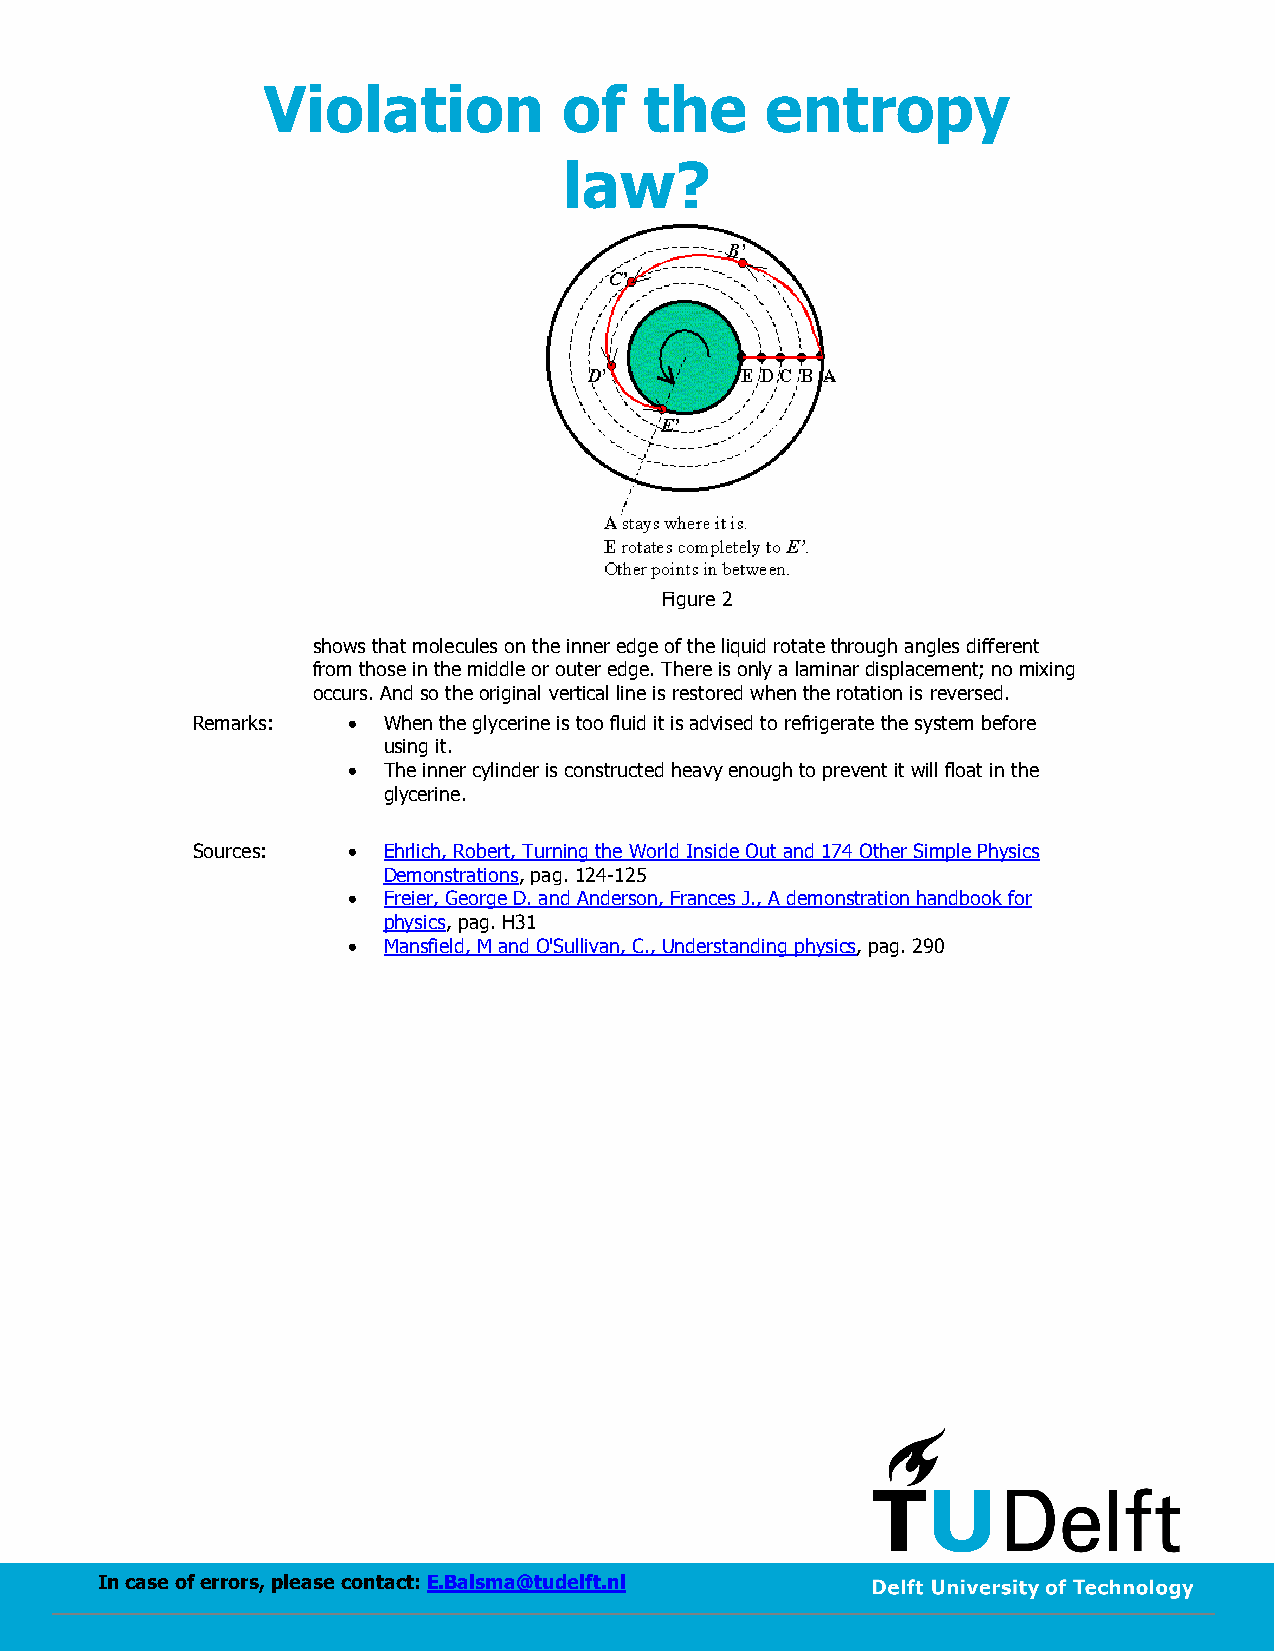 Violation of the entropy
law?
B’
C’
D’ E D C B A
E’
A stays where it is.
E rotates completely to E’.
Other points in between.
Figure 2
shows that molecules on the inner edge of the liquid rotate through angles different
from those in the middle or outer edge. There is only a laminar displacement; no mixing
occurs. And so the original vertical line is restored when the rotation is reversed.
Remarks: • When the glycerine is too fluid it is advised to refrigerate the system before
using it.
• The inner cylinder is constructed heavy enough to prevent it will float in the
glycerine.
Sources: • Ehrlich, Robert, Turning the World Inside Out and 174 Other Simple Physics
Demonstrations, pag. 124-125
• Freier, George D. and Anderson, Frances J., A demonstration handbook for
physics, pag. H31
• Mansfield, M and O'Sullivan, C., Understanding physics, pag. 290
TUDelft
In case of errors, please contact: E.Balsma@tudelft.nl
Delft University of Technology